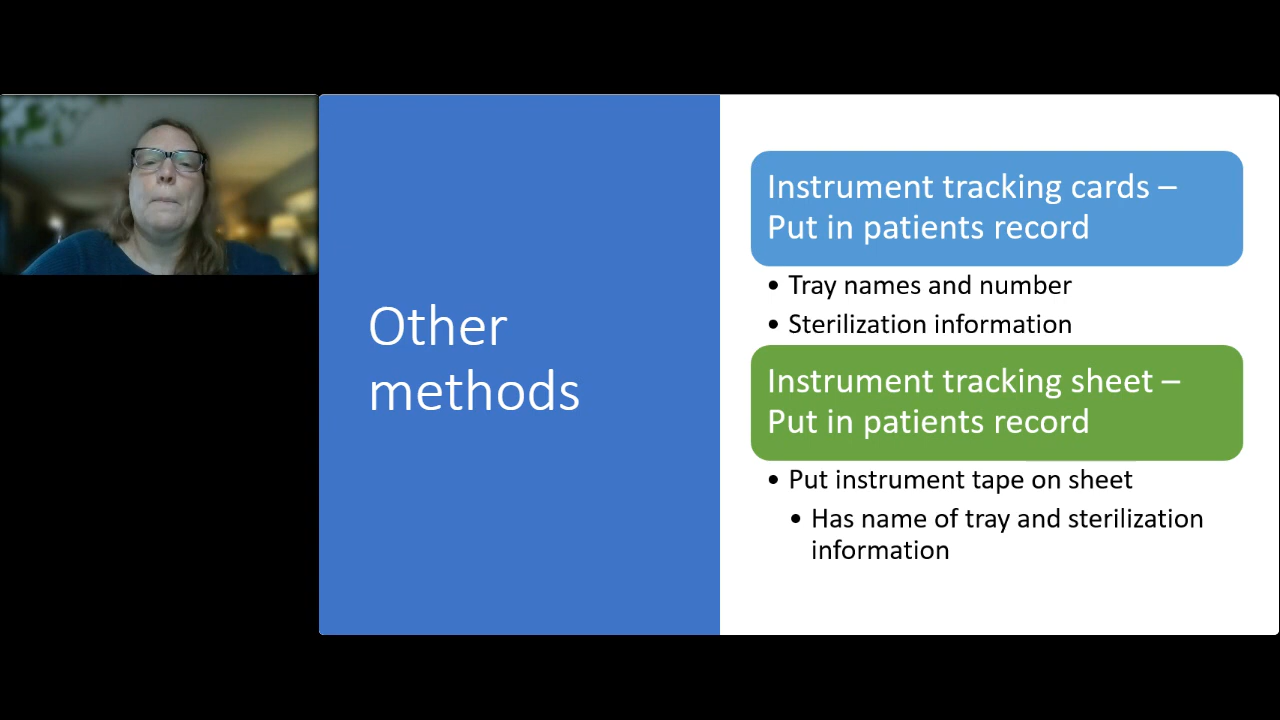 Other
methods
Instrument tracking cards –
Put in patients record
• Tray names and number
• Sterilization information
Instrument tracking sheet –
Put in patients record
• Put instrument tape on sheet
• Has name of tray and sterilization
information